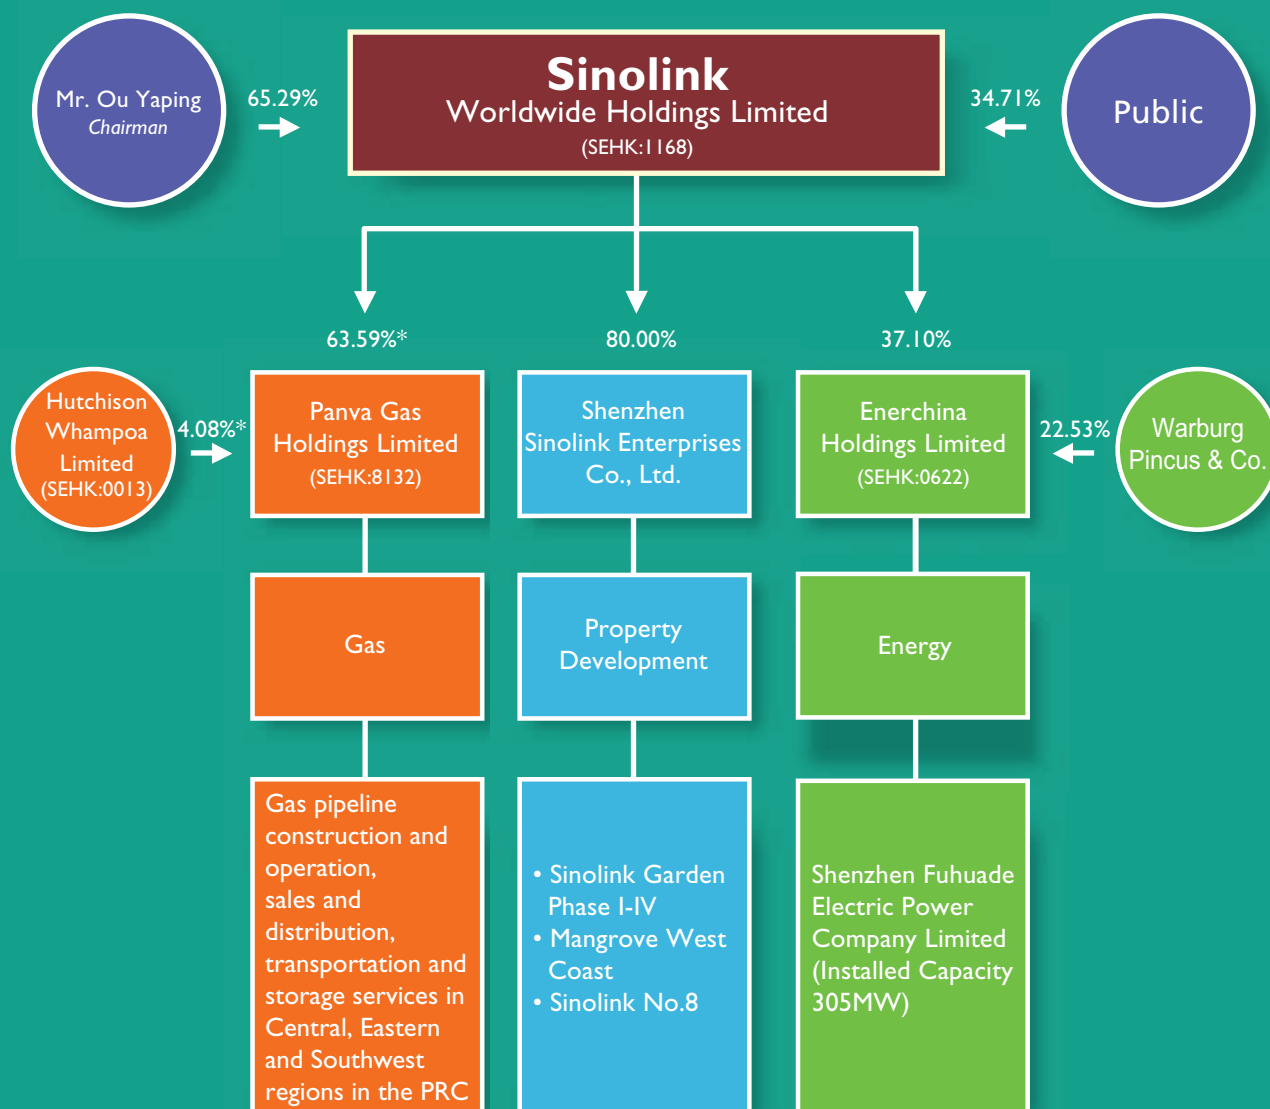 Mr. Ou Yaping
Chairman
65.29%
Sinolink
Worldwide Holdings Limited
(SEHK:1168)
34.71%
Public
63.59%*
80.00%
37.10%
Hutchison
Whampoa
Limited
(SEHK:0013)
4.08%*
Panva Gas
Holdings Limited
(SEHK:8132)
Shenzhen
Sinolink Enterprises
Co., Ltd.
Enerchina
Holdings Limited
(SEHK:0622)
22.53%
Warburg
Pincus & Co.
Gas
Property
Development
Energy
Gas pipeline
construction and
operation,
sales and
distribution,
transportation and
storage services in
Central, Eastern
and Southwest
regions in the PRC
• Sinolink Garden
Phase I-IV
• Mangrove West
Coast
• Sinolink No.8
Shenzhen Fuhuade
Electric Power
Company Limited
(Installed Capacity
305MW)